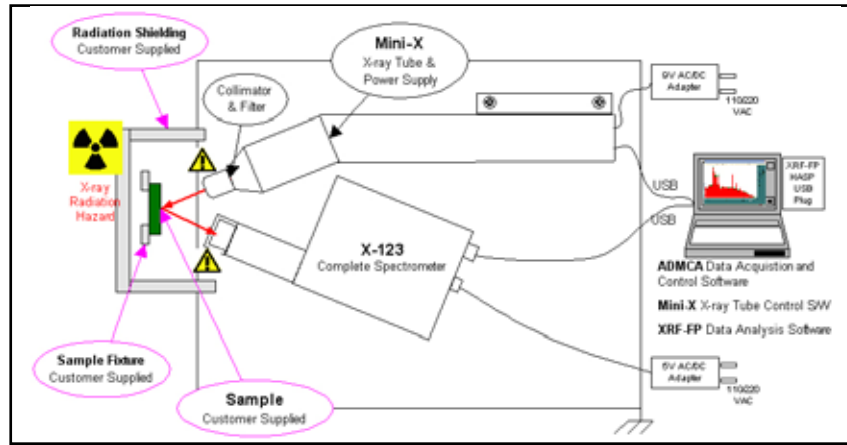 Radiation Shielding
Customer Supplied
Mini-X
X-ray Tube &
Power Supply
Collimator
& Filter
9V AC/DC
Adapter
110/220
VAC
X-ray
Radiation
Hazard
USB
USB
XRF-FP
HASP
USB
Plug
X-123
Complete Spectrometer
ADMCA Data Acquistion and
Control Software
Mini-X X-ray Tube Control S/W
XRF-FP Data Analysis Software
Sample Fixture
Customer Supplied
Sample
Customer Supplied
5V AC/DC
Adapter
110/220
VAC